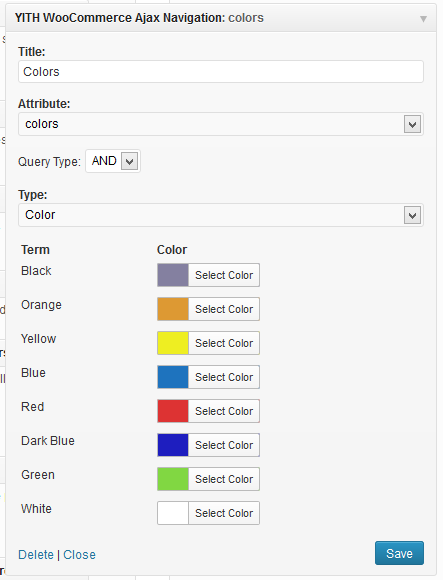 YITH WooCommerce Ajax Navigation: colors
Title:
Colors
Attribute:
colors
Query Type: AND
Type:
Color
Term Color
Black Select Color
Orange Select Color
Yellow Select Color
Blue Select Color
Red Select Color
Dark Blue Select Color
Green Select Color
White Select Color
Delete | Close Save